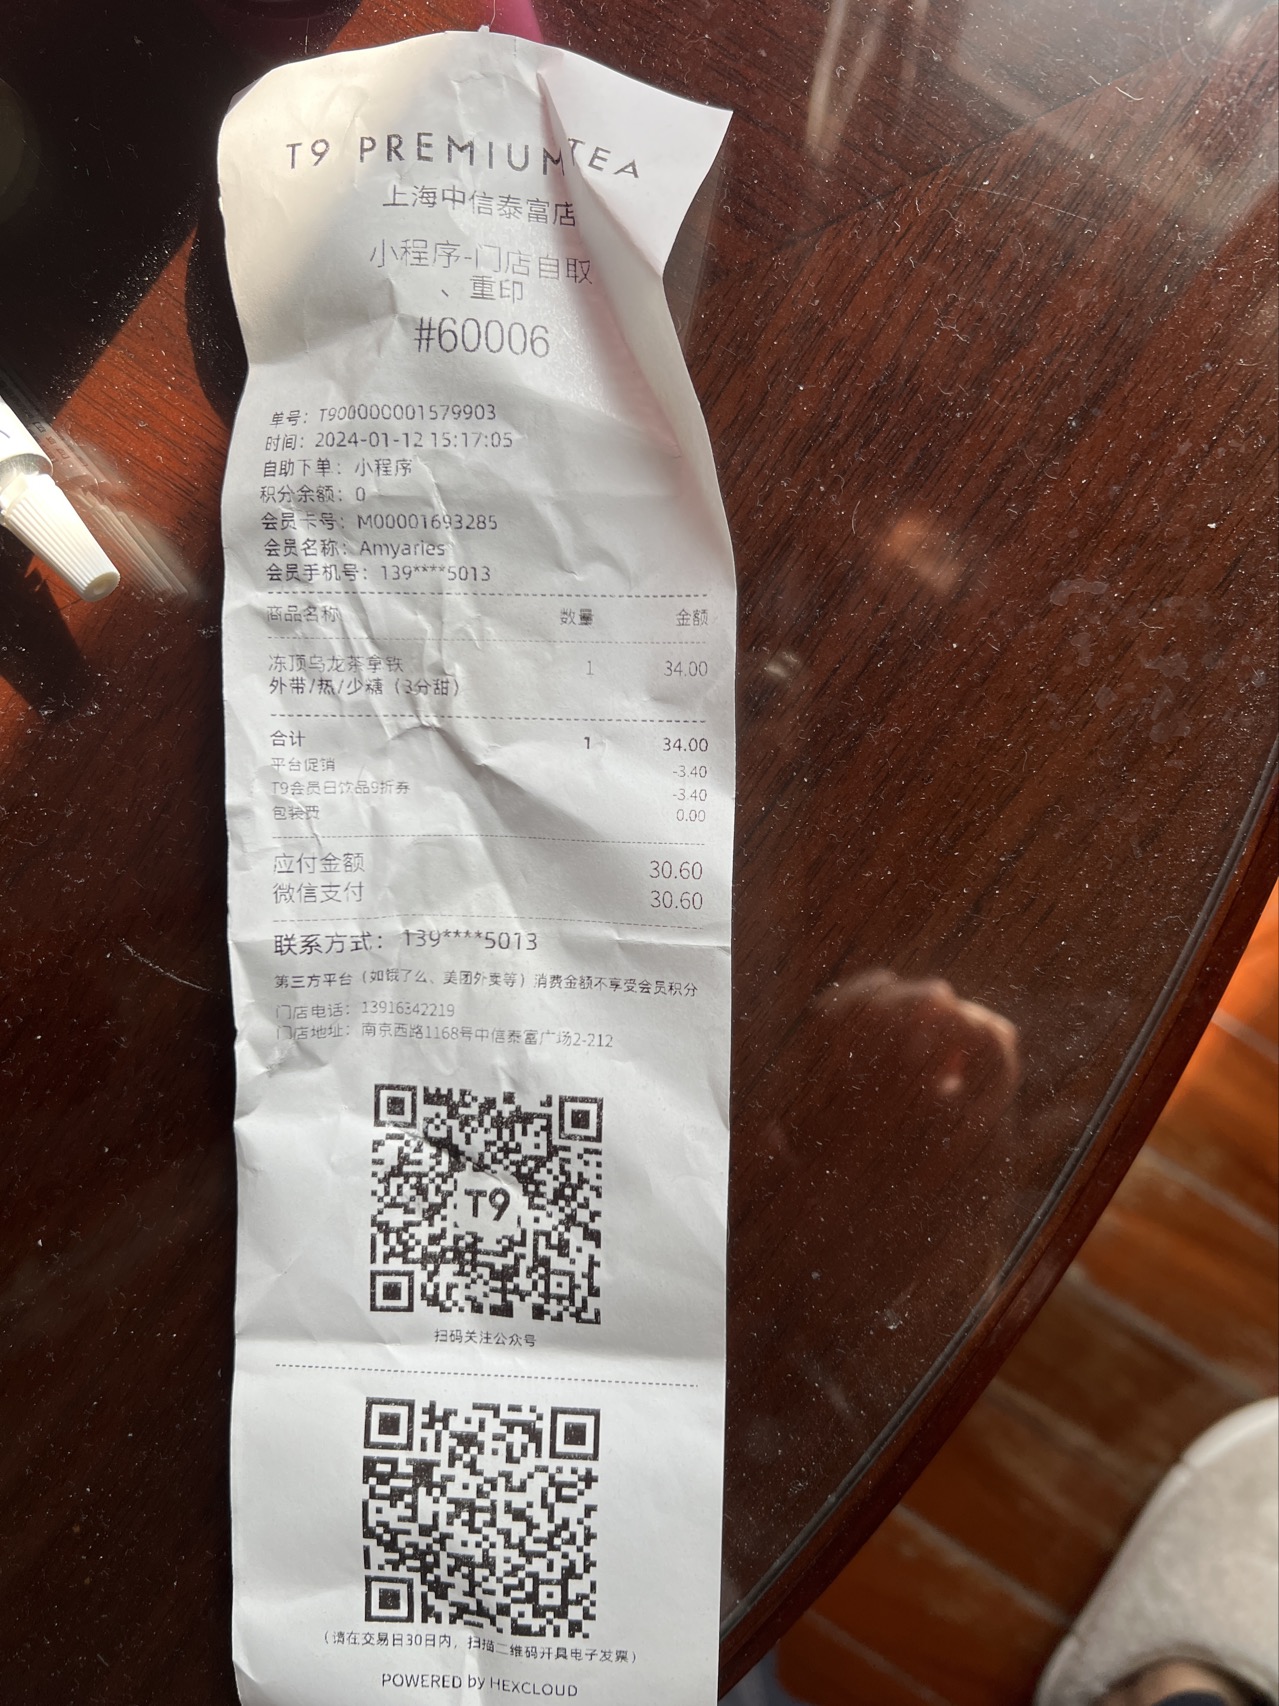 T9 PREMIUM TEA
上海中信泰富店
小程序-门店自取
、重印
#60006
单号：T900000001579903
时间：2024-01-12 15:17:05
自助下单：小程序
积分余额：0
会员卡号：M00001693285
会员名称：Amyaries
会员手机号：139****5013
商品名称 数量 金额
冻顶乌龙茶拿铁 1 34.00
外带/热/少糖（3分甜）
合计 1 34.00
平台促销 -3.40
T9会员日饮品9折券 -3.40
包装费 0.00
应付金额 30.60
微信支付 30.60
联系方式：139****5013
第三方平台（如饿了么、美团外卖等）消费金额不享受会员积分
门店电话：13916342219
门店地址：南京西路1168号中信泰富广场2-212
T9
扫码关注公众号
（请在交易日30日内，扫描二维码开具电子发票）
POWERED by HEXCLOUD